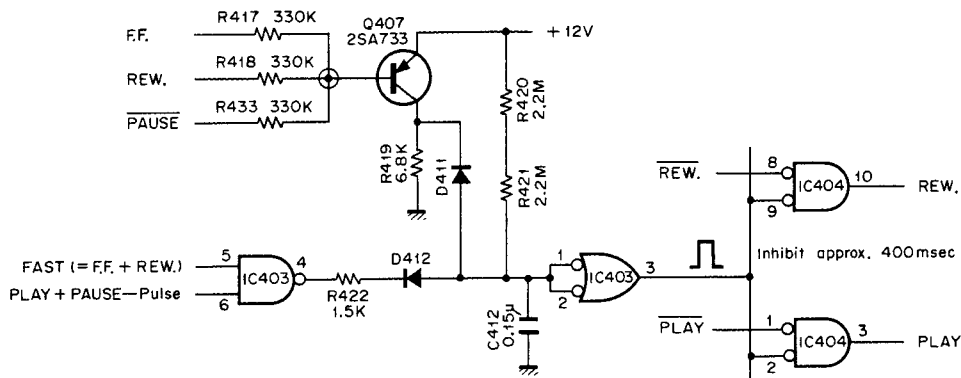 R417 330K
F.F.
Q407
2SA733
+12V
R418 330K
REW.
R433 330K
PAUSE
R420
2.2M
R419
6.8K
D411
R421
2.2M
REW.
8
IC404
10
REW.
9
FAST (= F.F. + REW.)
5
IC403
4
D412
1
IC403
3
Inhibit approx. 400msec
PLAY + PAUSE—Pulse
6
R422
1.5K
2
C412
0.15μ
PLAY
1
IC404
3
PLAY
2